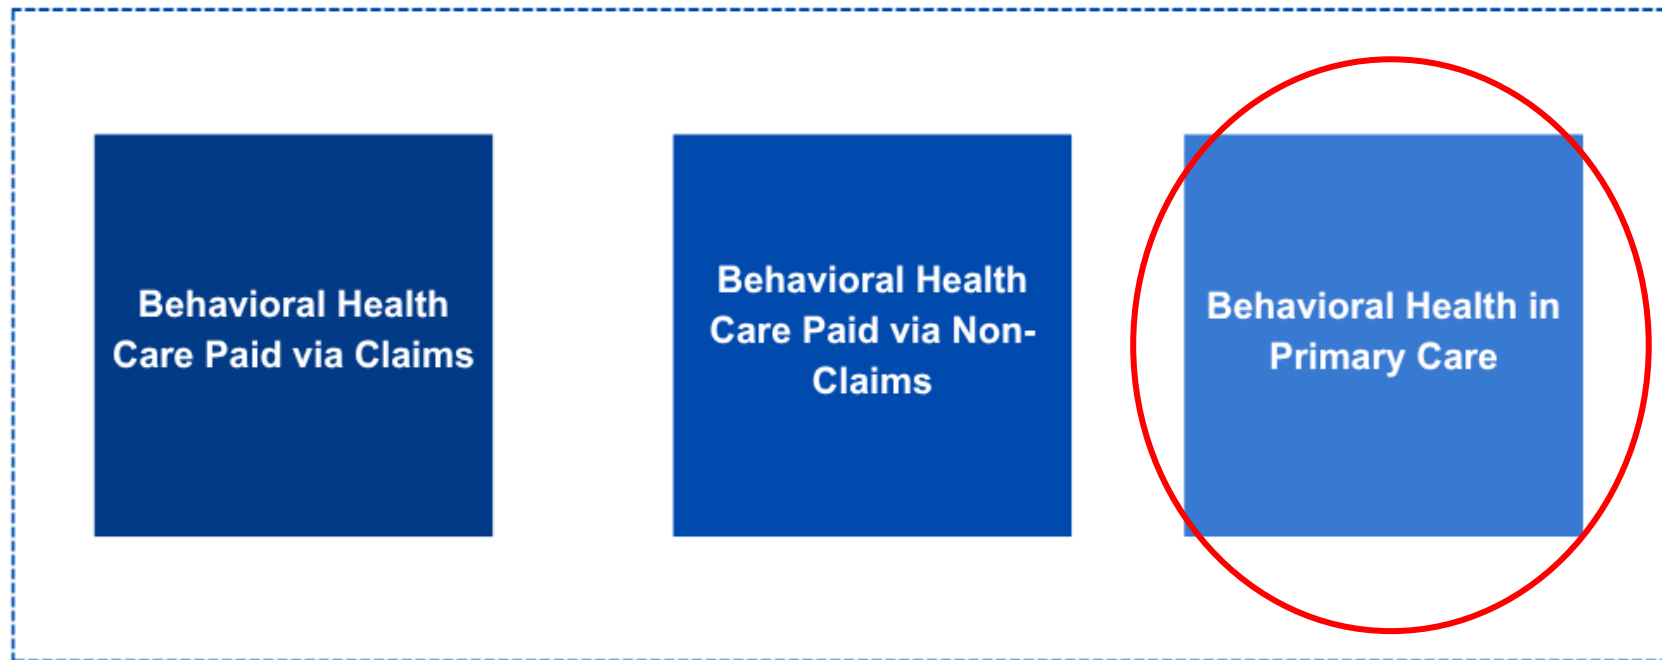 Behavioral Health
Care Paid via Claims
Behavioral Health
Care Paid via Non-
Claims
Behavioral Health in
Primary Care